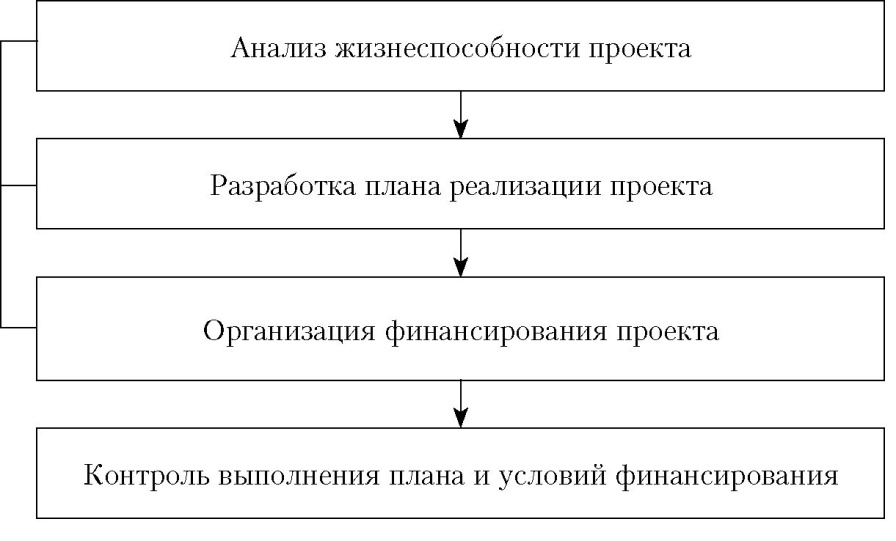 Анализ жизнеспособности проекта
Разработка плана реализации проекта
Организация финансирования проекта
Контроль выполнения плана и условий финансирования